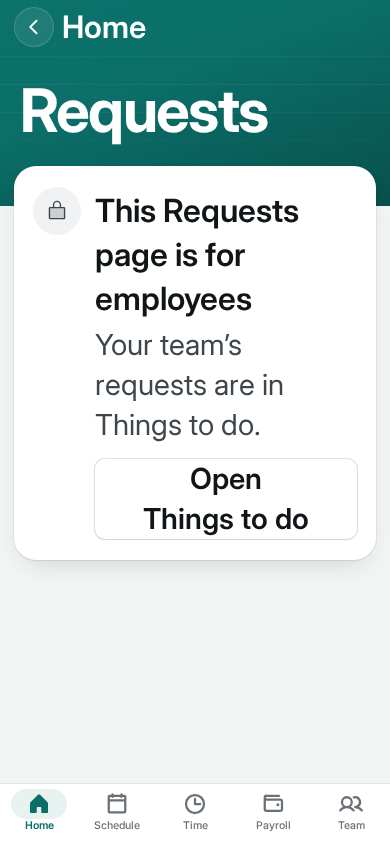 Home
Requests
This Requests
page is for
employees
Your team’s
requests are in
Things to do.
Open
Things to do
Home
Schedule
Time
Payroll
Team